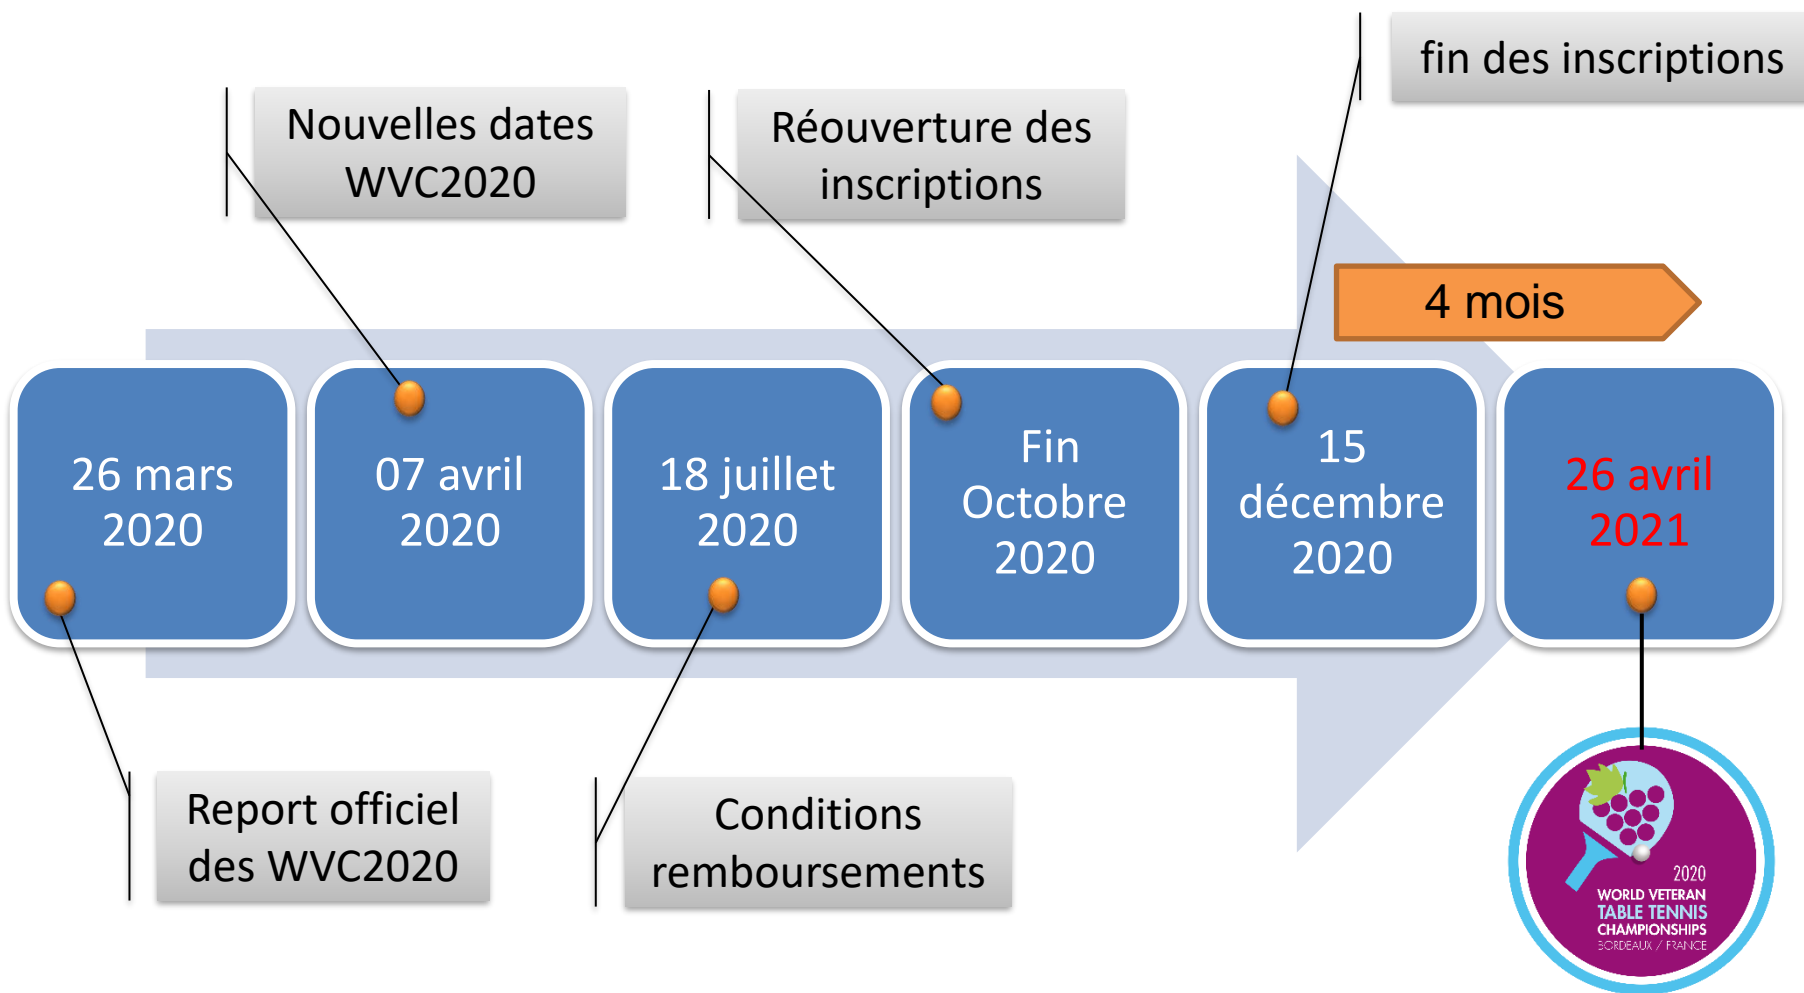 fin des inscriptions
Nouvelles dates
WVC2020
Réouverture des
inscriptions
4 mois
26 mars
2020
07 avril
2020
18 juillet
2020
Fin
Octobre
2020
15
décembre
2020
26 avril
2021
Report officiel
des WVC2020
Conditions
remboursements
2020
WORLD VETERAN
TABLE TENNIS
CHAMPIONSHIPS
BORDEAUX / FRANCE